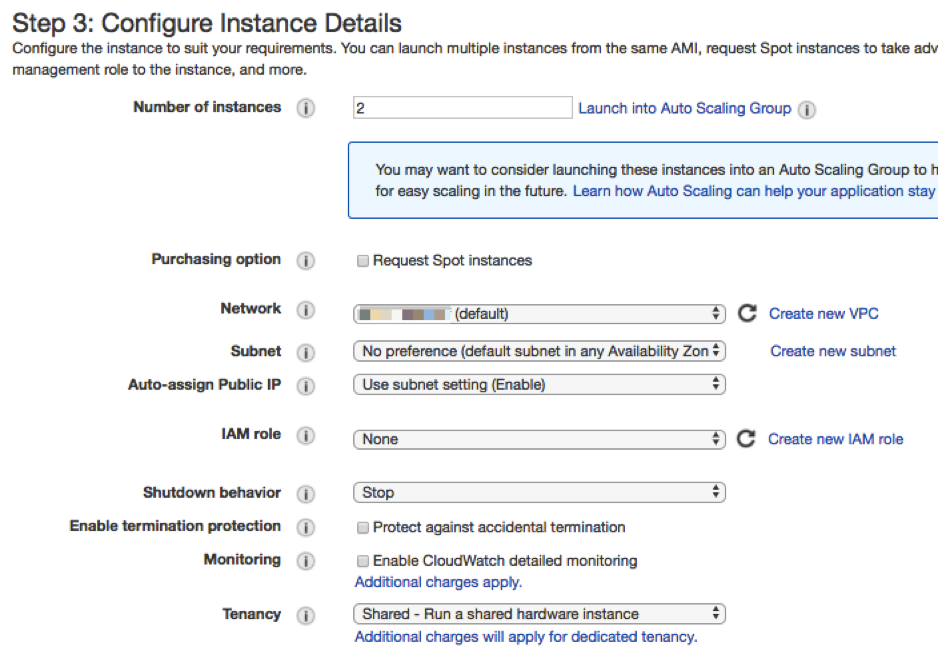 Step 3: Configure Instance Details
Configure the instance to suit your requirements. You can launch multiple instances from the same AMI, request Spot instances to take adv
management role to the instance, and more.
Number of instances i 2 Launch into Auto Scaling Group i
You may want to consider launching these instances into an Auto Scaling Group to h
for easy scaling in the future. Learn how Auto Scaling can help your application stay
Purchasing option i Request Spot instances
Network i (default) Create new VPC
Subnet i No preference (default subnet in any Availability Zon Create new subnet
Auto-assign Public IP i Use subnet setting (Enable)
IAM role i None Create new IAM role
Shutdown behavior i Stop
Enable termination protection i Protect against accidental termination
Monitoring i Enable CloudWatch detailed monitoring
Additional charges apply.
Tenancy i Shared - Run a shared hardware instance
Additional charges will apply for dedicated tenancy.